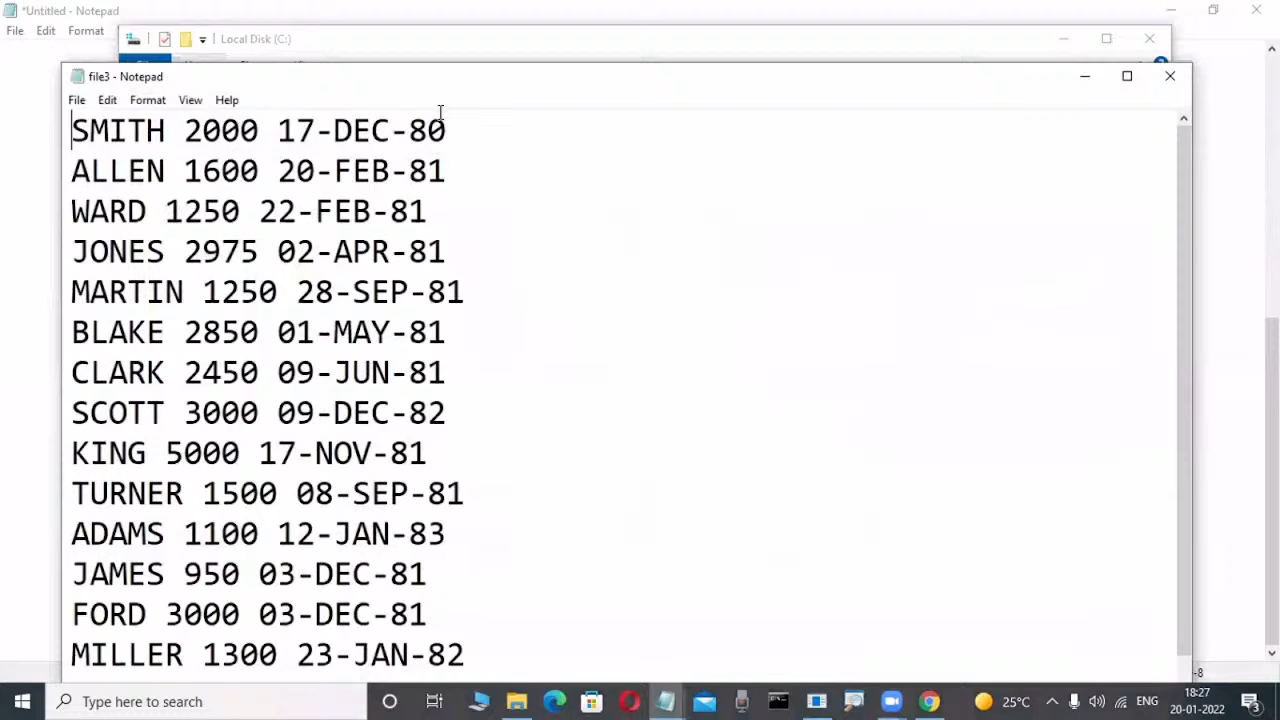 *Untitled - Notepad
File Edit Format
Local Disk (C:)
file3 - Notepad
File Edit Format View Help
SMITH 2000 17-DEC-80
ALLEN 1600 20-FEB-81
WARD 1250 22-FEB-81
JONES 2975 02-APR-81
MARTIN 1250 28-SEP-81
BLAKE 2850 01-MAY-81
CLARK 2450 09-JUN-81
SCOTT 3000 09-DEC-82
KING 5000 17-NOV-81
TURNER 1500 08-SEP-81
ADAMS 1100 12-JAN-83
JAMES 950 03-DEC-81
FORD 3000 03-DEC-81
MILLER 1300 23-JAN-82
-8
Type here to search
25°C
ENG
18:27
20-01-2022
3